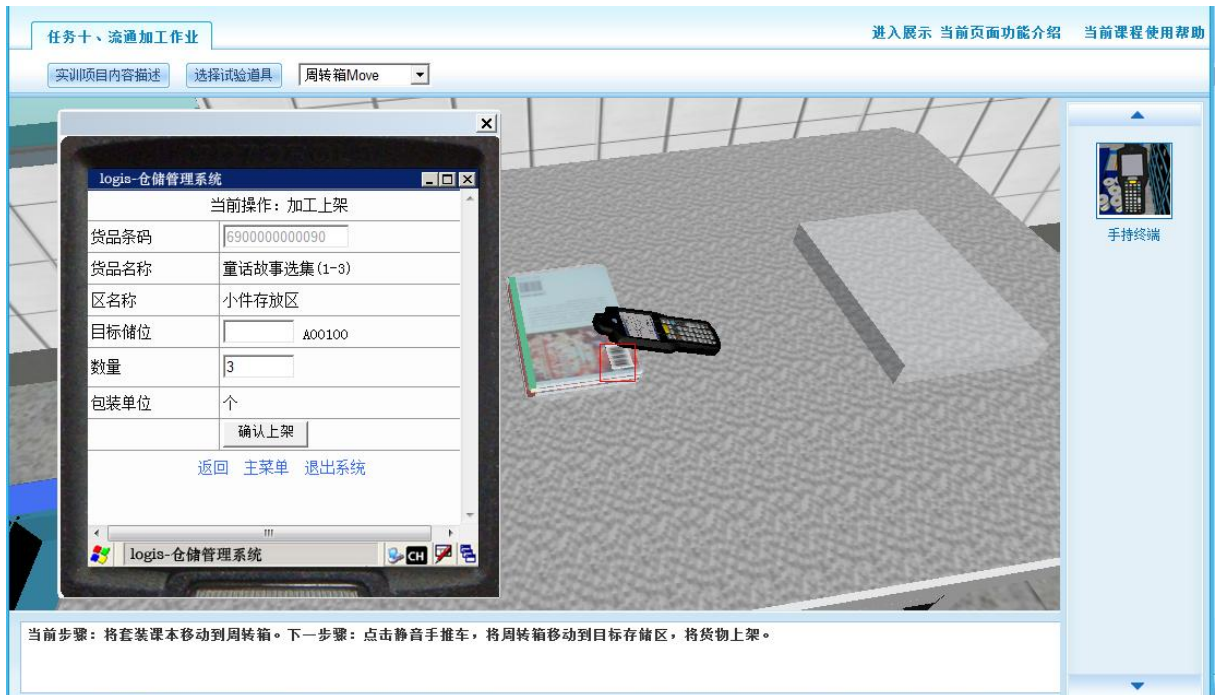 任务十、流通加工作业
进入展示 当前页面功能介绍 当前课程使用帮助
实训项目内容描述 选择试验道具 周转箱Move
logis-仓储管理系统
当前操作：加工上架
货品条码 6900000000090
货品名称 童话故事选集(1-3)
区名称 小件存放区
目标储位 A00100
数量 3
包装单位 个
确认上架
返回 主菜单 退出系统
logis-仓储管理系统 CH
手持终端
当前步骤：将套装课本移动到周转箱。下一步骤：点击静音手推车，将周转箱移动到目标存储区，将货物上架。